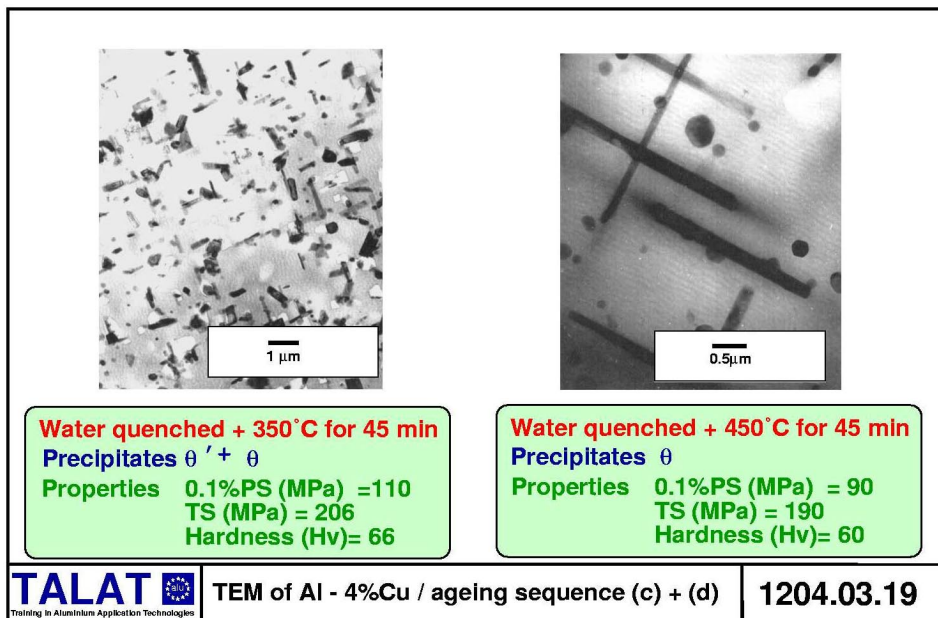 1 μm
0.5μm
Water quenched + 350°C for 45 min
Precipitates θ ′ + θ
Properties 0.1%PS (MPa) =110
TS (MPa) = 206
Hardness (Hv)= 66
Water quenched + 450°C for 45 min
Precipitates θ
Properties 0.1%PS (MPa) = 90
TS (MPa) = 190
Hardness (Hv)= 60
TALAT
alu
Training in Aluminium Application Technologies
TEM of Al - 4%Cu / ageing sequence (c) + (d)
1204.03.19